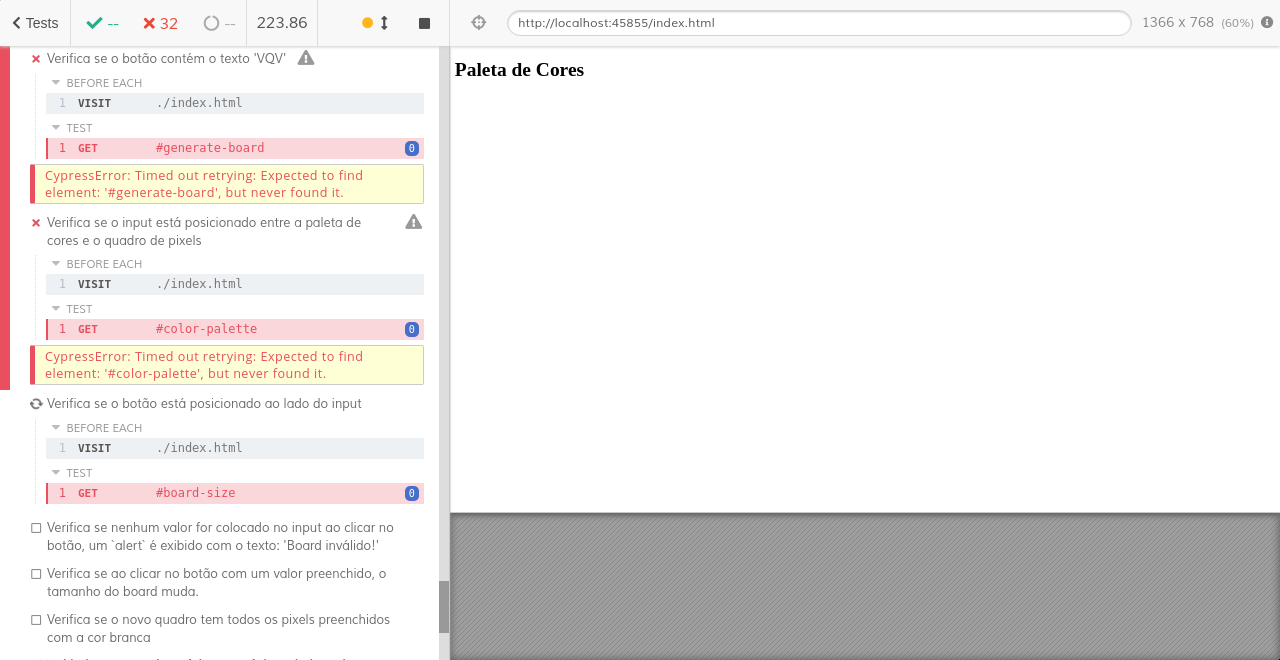 Tests
--
32
--
223.86
http://localhost:45855/index.html
1366 x 768 (60%)
Verifica se o botão contém o texto 'VQV'
BEFORE EACH
1 VISIT ./index.html
TEST
1 GET #generate-board 0
CypressError: Timed out retrying: Expected to find
element: '#generate-board', but never found it.
Verifica se o input está posicionado entre a paleta de
cores e o quadro de pixels
BEFORE EACH
1 VISIT ./index.html
TEST
1 GET #color-palette 0
CypressError: Timed out retrying: Expected to find
element: '#color-palette', but never found it.
Verifica se o botão está posicionado ao lado do input
BEFORE EACH
1 VISIT ./index.html
TEST
1 GET #board-size 0
Verifica se nenhum valor for colocado no input ao clicar no
botão, um `alert` é exibido com o texto: 'Board inválido!'
Verifica se ao clicar no botão com um valor preenchido, o
tamanho do board muda.
Verifica se o novo quadro tem todos os pixels preenchidos
com a cor branca
Paleta de Cores